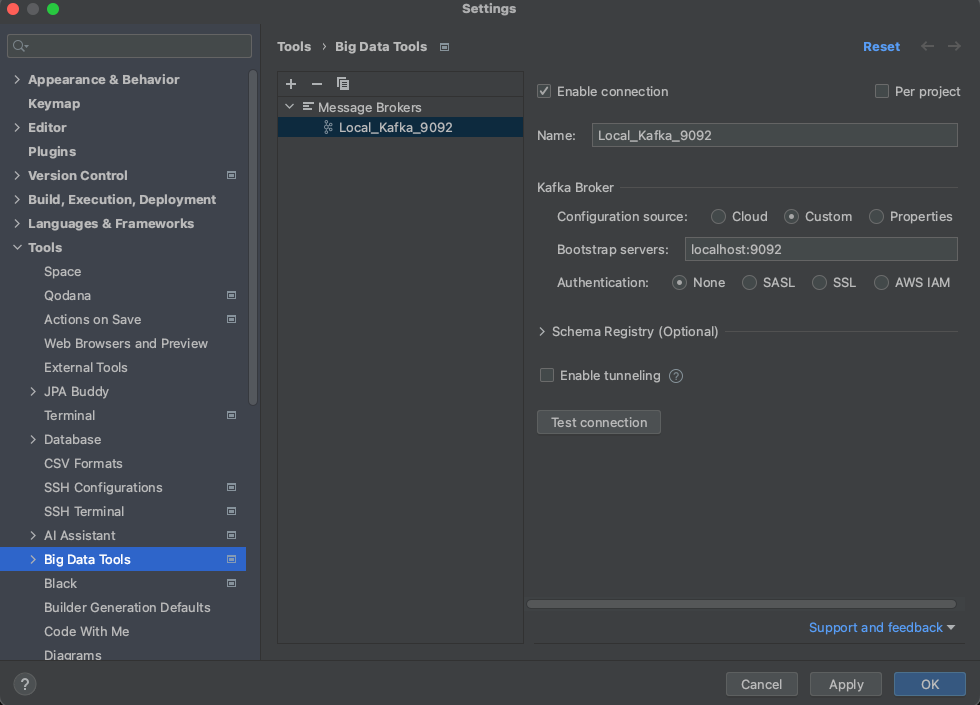 Settings
Appearance & Behavior
Keymap
Editor
Plugins
Version Control
Build, Execution, Deployment
Languages & Frameworks
Tools
Space
Qodana
Actions on Save
Web Browsers and Preview
External Tools
JPA Buddy
Terminal
Database
CSV Formats
SSH Configurations
SSH Terminal
AI Assistant
Big Data Tools
Black
Builder Generation Defaults
Code With Me
Diagrams
Tools › Big Data Tools
Reset
Message Brokers
Local_Kafka_9092
Enable connection Per project
Name: Local_Kafka_9092
Kafka Broker
Configuration source: Cloud Custom Properties
Bootstrap servers: localhost:9092
Authentication: None SASL SSL AWS IAM
Schema Registry (Optional)
Enable tunneling ?
Test connection
Support and feedback
? Cancel Apply OK